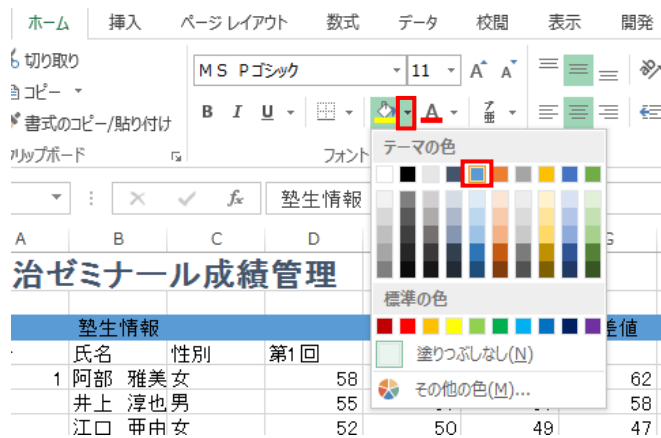 ホーム 挿入 ページ レイアウト 数式 データ 校閲 表示 開発
切り取り
MS Pゴシック 11 A A
コピー
B I U A 亜
書式のコピー/貼り付け
フォント
テーマの色
fx 塾生情報
A B C D
治ゼミナール成績管理
標準の色
塾生情報 差値
氏名 性別 第1回 塗りつぶしなし(N)
1 阿部 雅美 女 58 62
その他の色(M)...
井上 淳也 男 55 58
江口 亜由 女 52 50 49 47